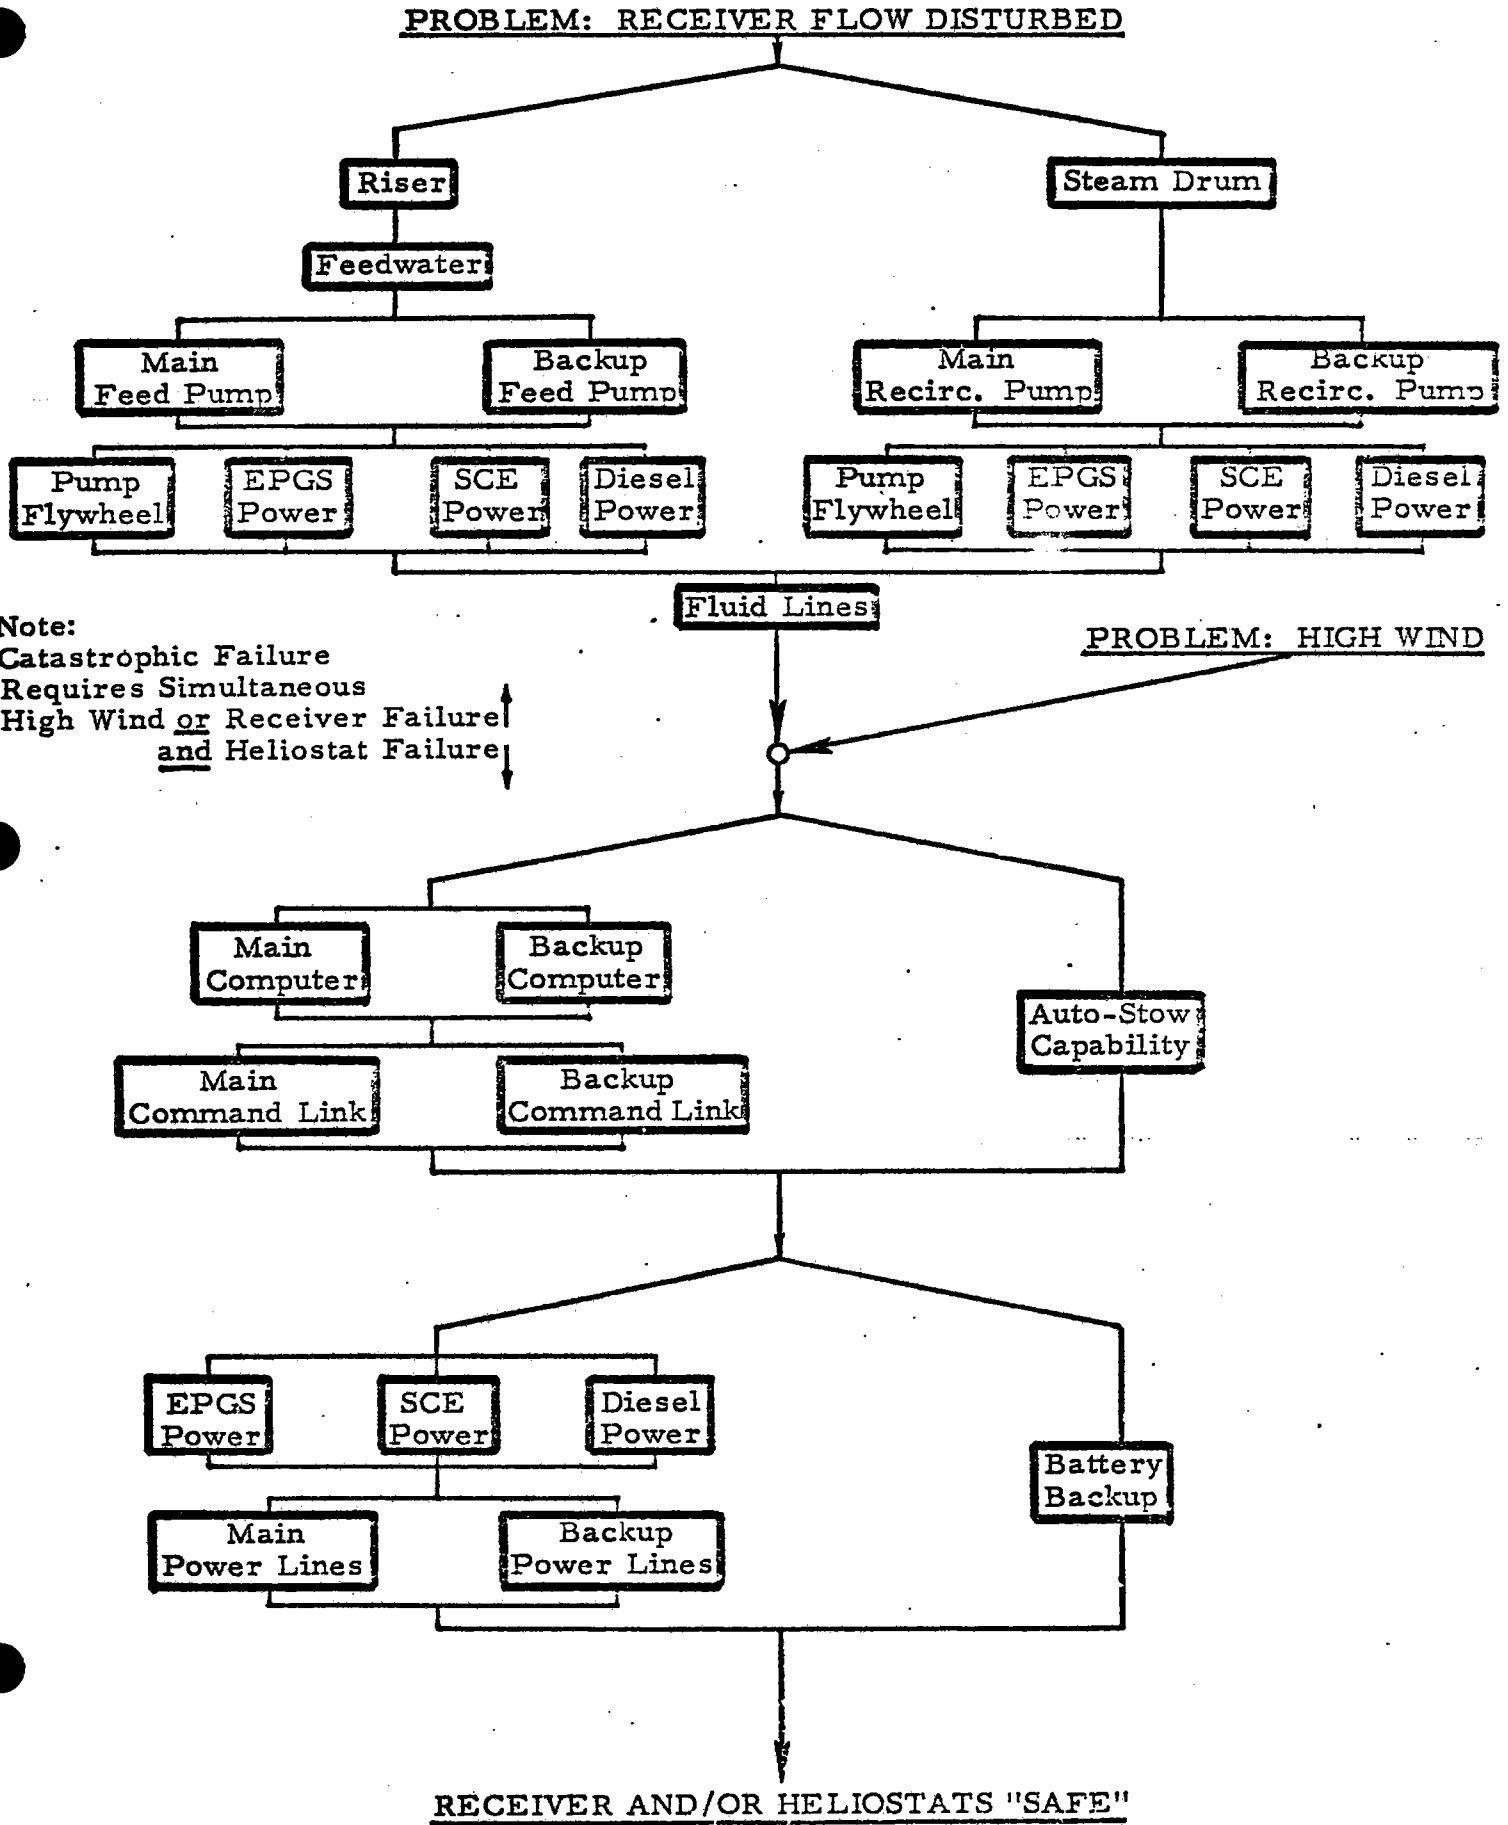 PROBLEM: RECEIVER FLOW DISTURBED
Riser
Steam Drum
Feedwater
Main
Feed Pump
Backup
Feed Pump
Main
Recirc. Pump
Backup
Recirc. Pump
Pump
Flywheel
EPGS
Power
SCE
Power
Diesel
Power
Pump
Flywheel
EPGS
Power
SCE
Power
Diesel
Power
Fluid Lines
Note:
Catastrophic Failure
Requires Simultaneous
High Wind or Receiver Failure
and Heliostat Failure
PROBLEM: HIGH WIND
Main
Computer
Backup
Computer
Auto-Stow
Capability
Main
Command Link
Backup
Command Link
EPGS
Power
SCE
Power
Diesel
Power
Battery
Backup
Main
Power Lines
Backup
Power Lines
RECEIVER AND/OR HELIOSTATS "SAFE"